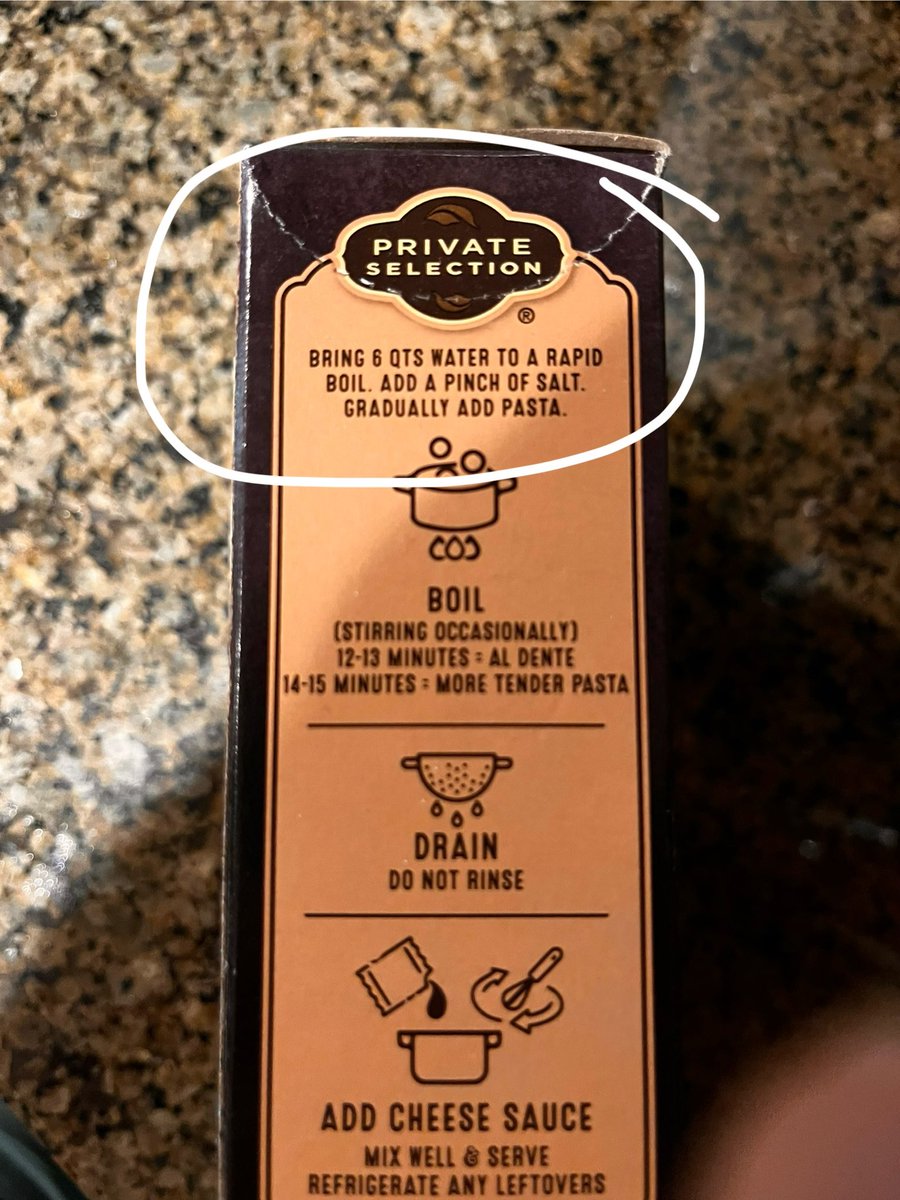 PRIVATE
SELECTION
®
BRING 6 QTS WATER TO A RAPID
BOIL. ADD A PINCH OF SALT.
GRADUALLY ADD PASTA.
BOIL
(STIRRING OCCASIONALLY)
12-13 MINUTES = AL DENTE
14-15 MINUTES = MORE TENDER PASTA
DRAIN
DO NOT RINSE
ADD CHEESE SAUCE
MIX WELL & SERVE
REFRIGERATE ANY LEFTOVERS